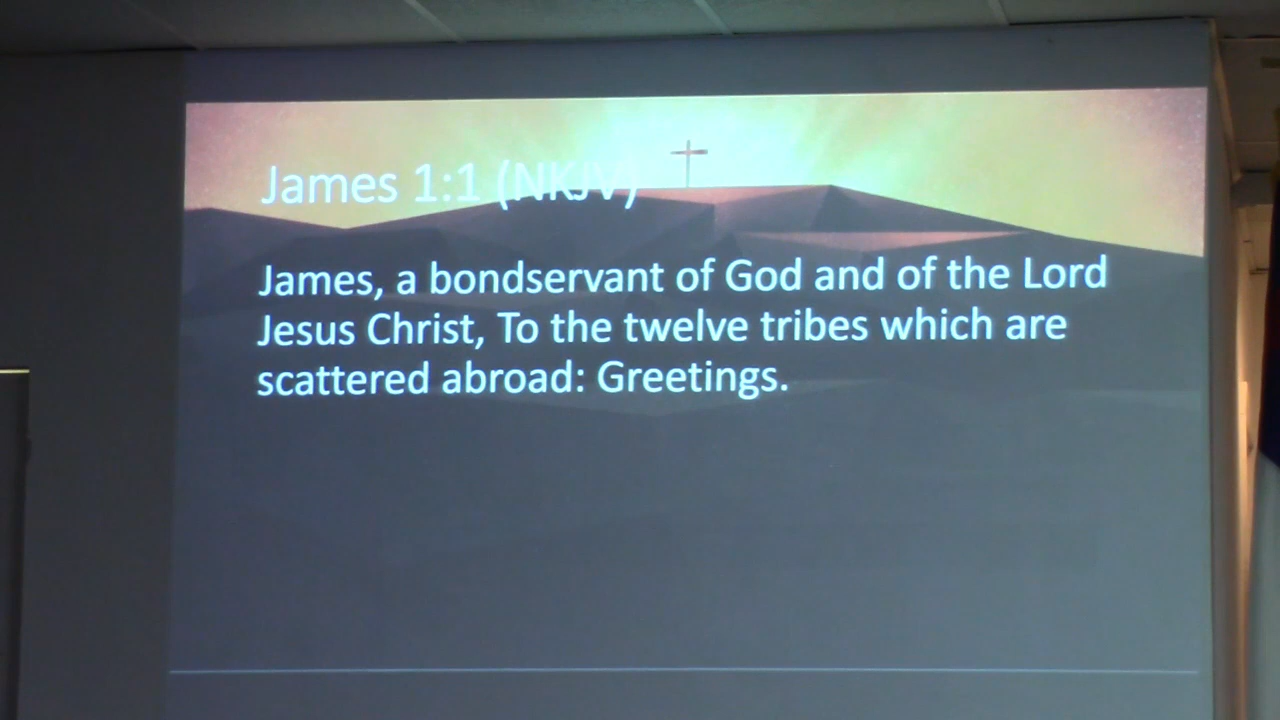 James 1:1 (NKJV)
James, a bondservant of God and of the Lord
Jesus Christ, To the twelve tribes which are
scattered abroad: Greetings.